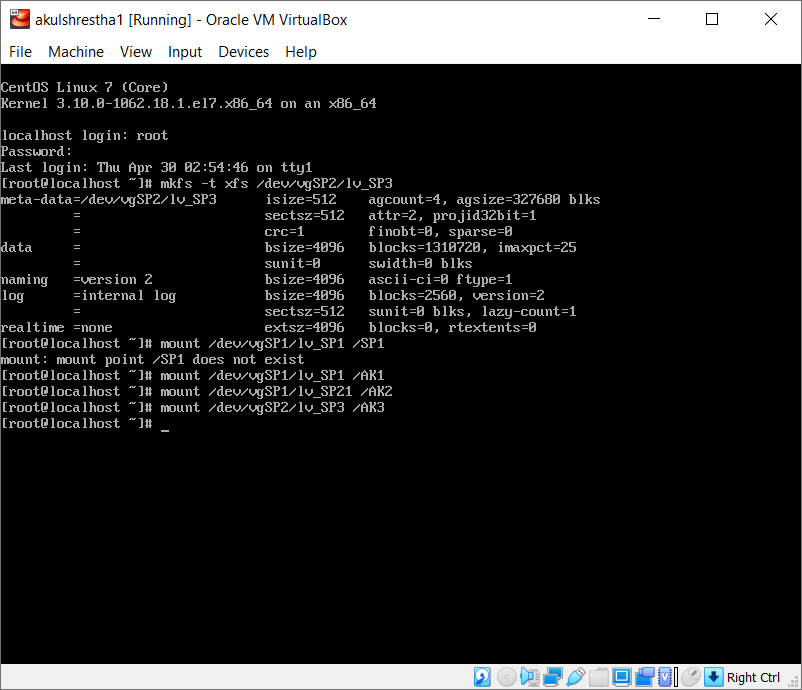 akulshrestha1 [Running] - Oracle VM VirtualBox
File Machine View Input Devices Help
CentOS Linux 7 (Core)
Kernel 3.10.0-1062.18.1.el7.x86_64 on an x86_64
localhost login: root
Password:
Last login: Thu Apr 30 02:54:46 on tty1
[root@localhost ~]# mkfs -t xfs /dev/vgSP2/lv_SP3
meta-data=/dev/vgSP2/lv_SP3      isize=512    agcount=4, agsize=327680 blks
         =                       sectsz=512   attr=2, projid32bit=1
         =                       crc=1        finobt=0, sparse=0
data     =                       bsize=4096   blocks=1310720, imaxpct=25
         =                       sunit=0      swidth=0 blks
naming   =version 2              bsize=4096   ascii-ci=0 ftype=1
log      =internal log           bsize=4096   blocks=2560, version=2
         =                       sectsz=512   sunit=0 blks, lazy-count=1
realtime =none                   extsz=4096   blocks=0, rtextents=0
[root@localhost ~]# mount /dev/vgSP1/lv_SP1 /SP1
mount: mount point /SP1 does not exist
[root@localhost ~]# mount /dev/vgSP1/lv_SP1 /AK1
[root@localhost ~]# mount /dev/vgSP1/lv_SP21 /AK2
[root@localhost ~]# mount /dev/vgSP2/lv_SP3 /AK3
[root@localhost ~]# _
Right Ctrl